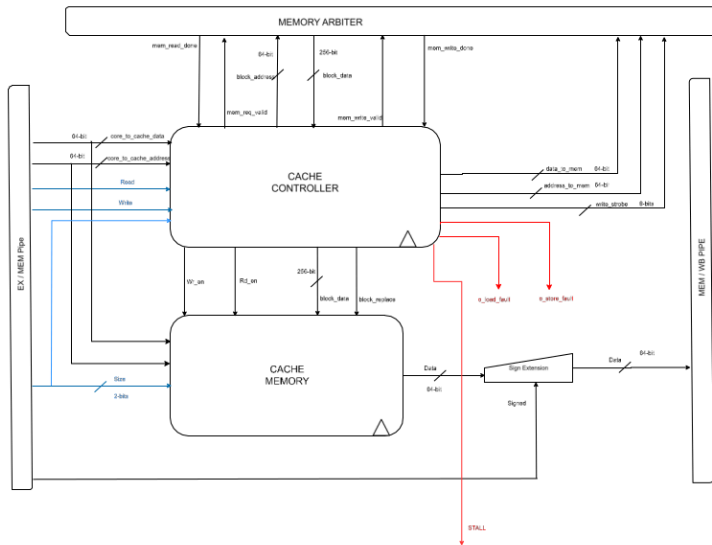 MEMORY ARBITER
mem_read_done
64-bit
256-bit
mem_write_done
block_address
block_data
mem_req_valid
mem_write_valid
64-bit
core_to_cache_data
64-bit
core_to_cache_address
CACHE
CONTROLLER
Read
Write
data_to_mem
64-bit
address_to_mem
64-bit
write_strobe
8-bits
EX / MEM Pipe
MEM / WB PIPE
Wr_en
Rd_en
256-bit
block_data
block_replace
o_load_fault
o_store_fault
CACHE
MEMORY
Size
2-bits
Data
64-bit
Sign Extension
Data
64-bit
Signed
STALL